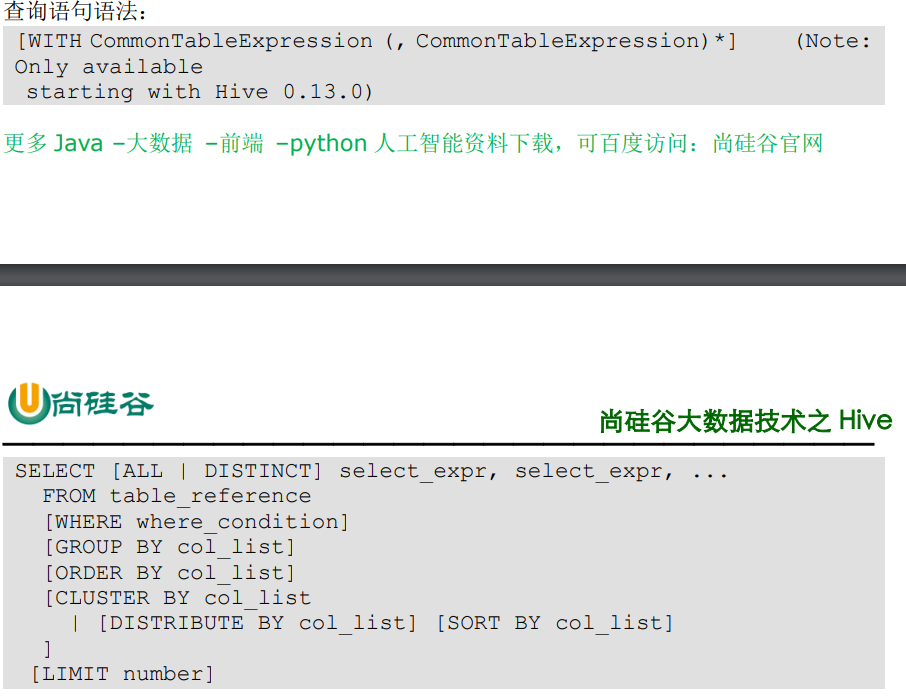 查询语句语法：
[WITH CommonTableExpression (, CommonTableExpression)*]    (Note:
Only available
 starting with Hive 0.13.0)
更多 Java –大数据 –前端 –python 人工智能资料下载，可百度访问：尚硅谷官网
尚硅谷
尚硅谷大数据技术之 Hive
SELECT [ALL | DISTINCT] select_expr, select_expr, ...
  FROM table_reference
  [WHERE where_condition]
  [GROUP BY col_list]
  [ORDER BY col_list]
  [CLUSTER BY col_list
    | [DISTRIBUTE BY col_list] [SORT BY col_list]
  ]
 [LIMIT number]